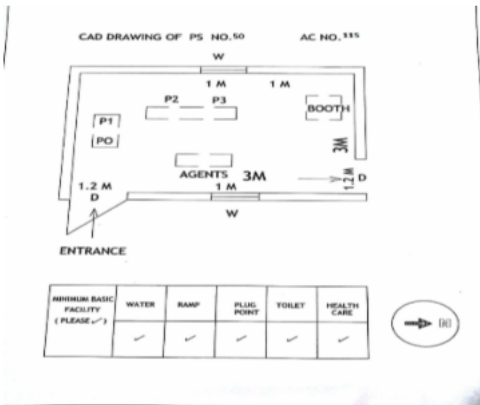 CAD DRAWING OF PS NO.50 AC NO.115
W
1 M 1 M
P2 P3
BOOTH
P1
PO
3M
AGENTS 3M
1.2 M 1 M 1.2 M D
D
W
ENTRANCE
MINIMUM BASIC FACILITY (PLEASE ✓) WATER RAMP PLUG POINT TOILET HEALTH CARE
✓ ✓ ✓ ✓ ✓